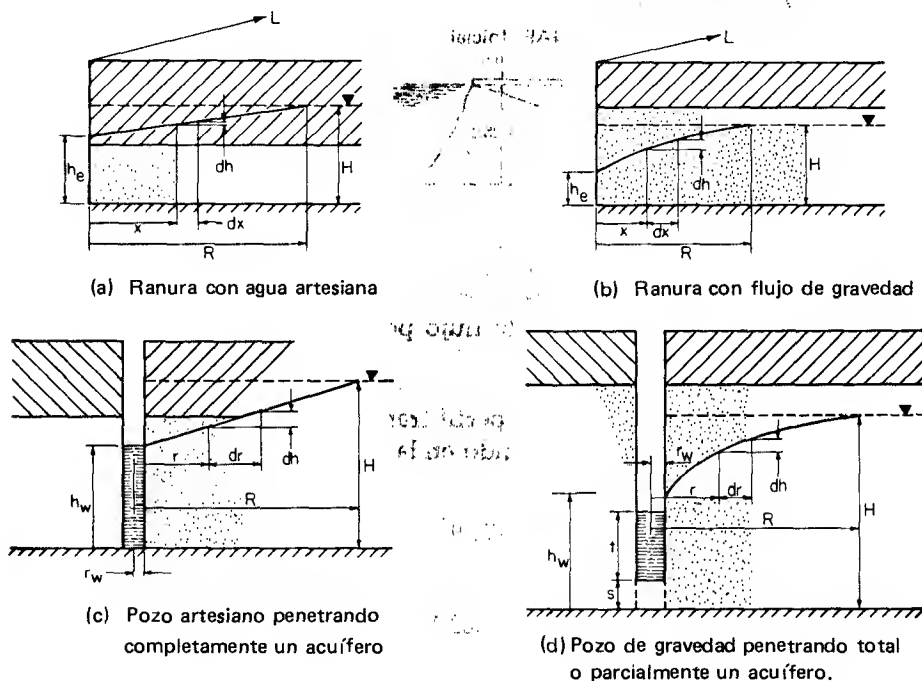 L
h_e
dh
H
x
dx
R
(a) Ranura con agua artesiana
L
h_e
dh
H
x
dx
R
(b) Ranura con flujo de gravedad
h_w
r
dr
dh
R
H
r_w
(c) Pozo artesiano penetrando
completamente un acuífero
r_w
r
dr
dh
R
H
h_w
t
s
(d) Pozo de gravedad penetrando total
o parcialmente un acuífero.